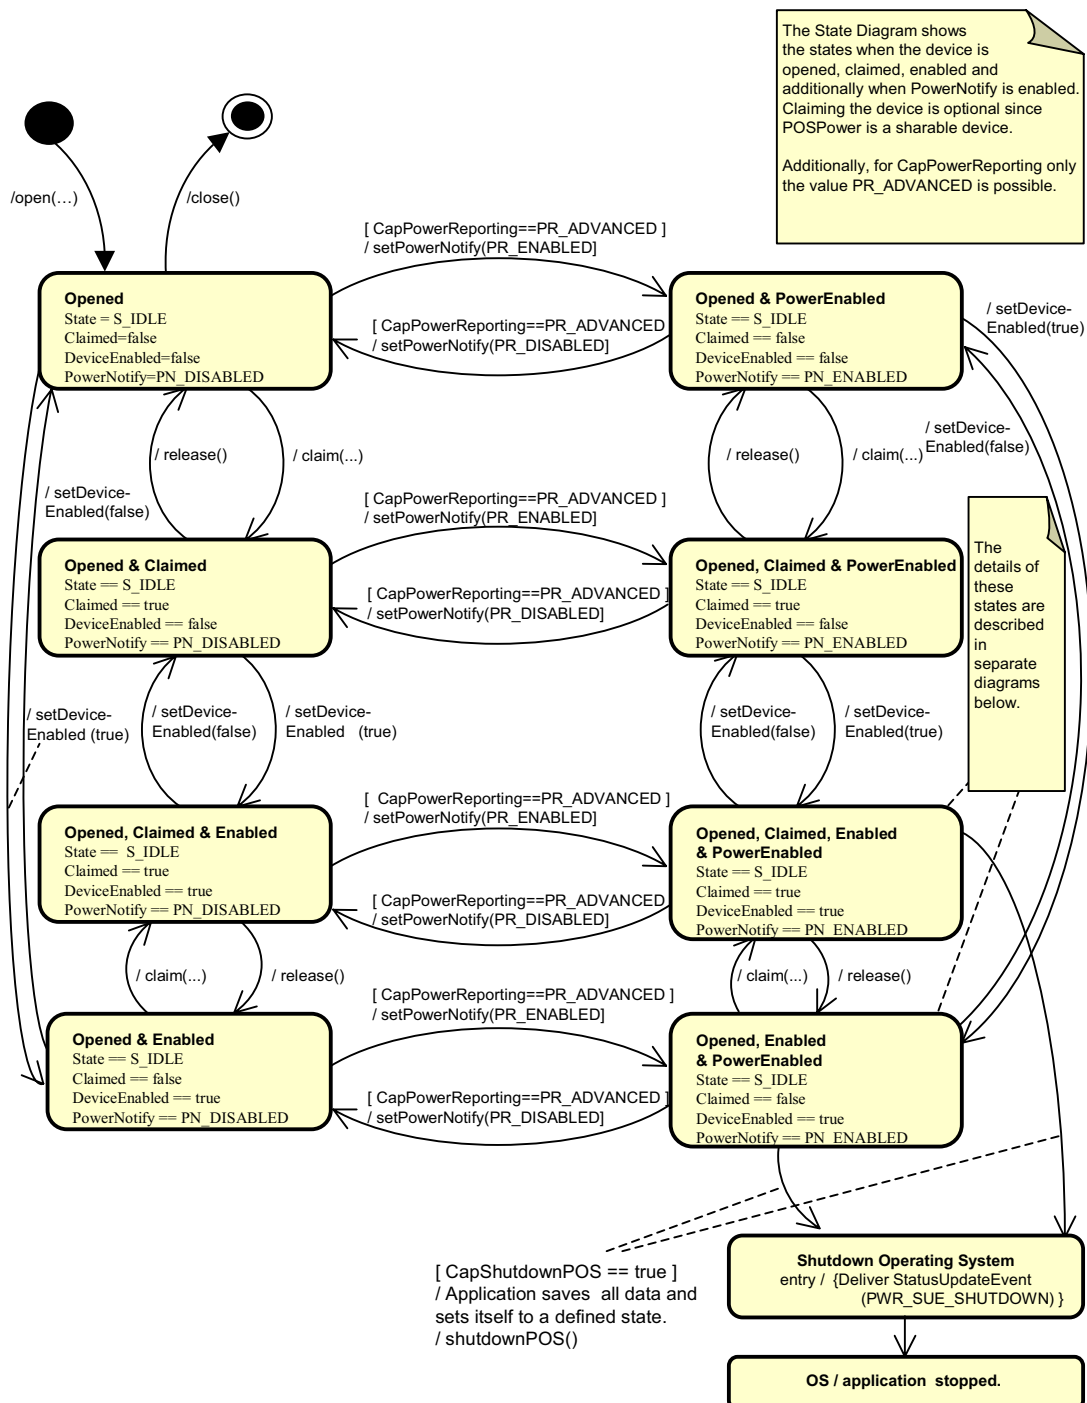 The State Diagram shows
the states when the device is
opened, claimed, enabled and
additionally when PowerNotify is enabled.
Claiming the device is optional since
POSPower is a sharable device.
Additionally, for CapPowerReporting only
the value PR_ADVANCED is possible.
/open(...)
/close()
[ CapPowerReporting==PR_ADVANCED ]
/ setPowerNotify(PR_ENABLED]
Opened
State = S_IDLE
Claimed=false
DeviceEnabled=false
PowerNotify=PN_DISABLED
[ CapPowerReporting==PR_ADVANCED
/ setPowerNotify(PR_DISABLED]
Opened & PowerEnabled
State == S_IDLE
Claimed == false
DeviceEnabled == false
PowerNotify == PN_ENABLED
/ setDevice-
Enabled(true)
/ release()
/ claim(...)
/ setDevice-
Enabled(false)
/ release()
/ claim(...)
/ setDevice-
Enabled(false)
[ CapPowerReporting==PR_ADVANCED ]
/ setPowerNotify(PR_ENABLED]
Opened & Claimed
State == S_IDLE
Claimed == true
DeviceEnabled == false
PowerNotify == PN_DISABLED
[ CapPowerReporting==PR_ADVANCED ]
/ setPowerNotify(PR_DISABLED]
Opened, Claimed & PowerEnabled
State == S_IDLE
Claimed == true
DeviceEnabled == false
PowerNotify == PN_ENABLED
The
details of
these
states are
described
in
separate
diagrams
below.
/ setDevice-
Enabled (true)
/ setDevice-
Enabled(false)
/ setDevice-
Enabled (true)
/ setDevice-
Enabled(false)
/ setDevice-
Enabled(true)
[ CapPowerReporting==PR_ADVANCED ]
/ setPowerNotify(PR_ENABLED]
Opened, Claimed & Enabled
State == S_IDLE
Claimed == true
DeviceEnabled == true
PowerNotify == PN_DISABLED
[ CapPowerReporting==PR_ADVANCED
/ setPowerNotify(PR_DISABLED]
Opened, Claimed, Enabled
& PowerEnabled
State == S_IDLE
Claimed == true
DeviceEnabled == true
PowerNotify == PN_ENABLED
/ claim(...)
/ release()
/ claim(...)
/ release()
[ CapPowerReporting==PR_ADVANCED ]
/ setPowerNotify(PR_ENABLED]
Opened & Enabled
State == S_IDLE
Claimed == false
DeviceEnabled == true
PowerNotify == PN_DISABLED
[ CapPowerReporting==PR_ADVANCED ]
/ setPowerNotify(PR_DISABLED]
Opened, Enabled
& PowerEnabled
State == S_IDLE
Claimed == false
DeviceEnabled == true
PowerNotify == PN_ENABLED
[ CapShutdownPOS == true ]
/ Application saves all data and
sets itself to a defined state.
/ shutdownPOS()
Shutdown Operating System
entry / {Deliver StatusUpdateEvent
(PWR_SUE_SHUTDOWN) }
OS / application stopped.